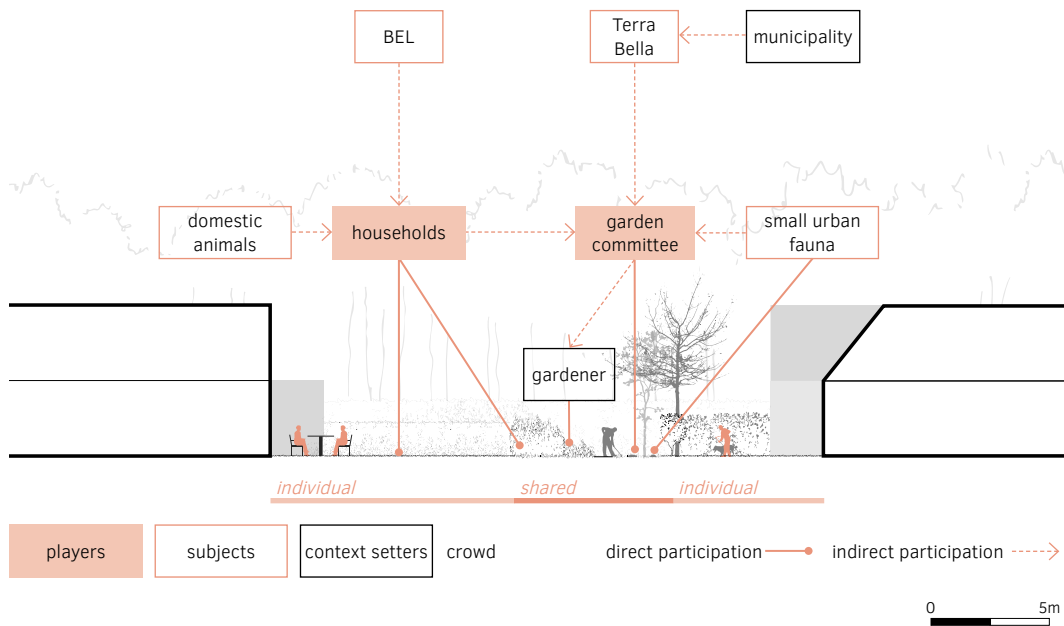 BEL
Terra
Bella
municipality
domestic
animals
households
garden
committee
small urban
fauna
gardener
individual
shared
individual
players
subjects
context setters
crowd
direct participation
indirect participation
0
5m